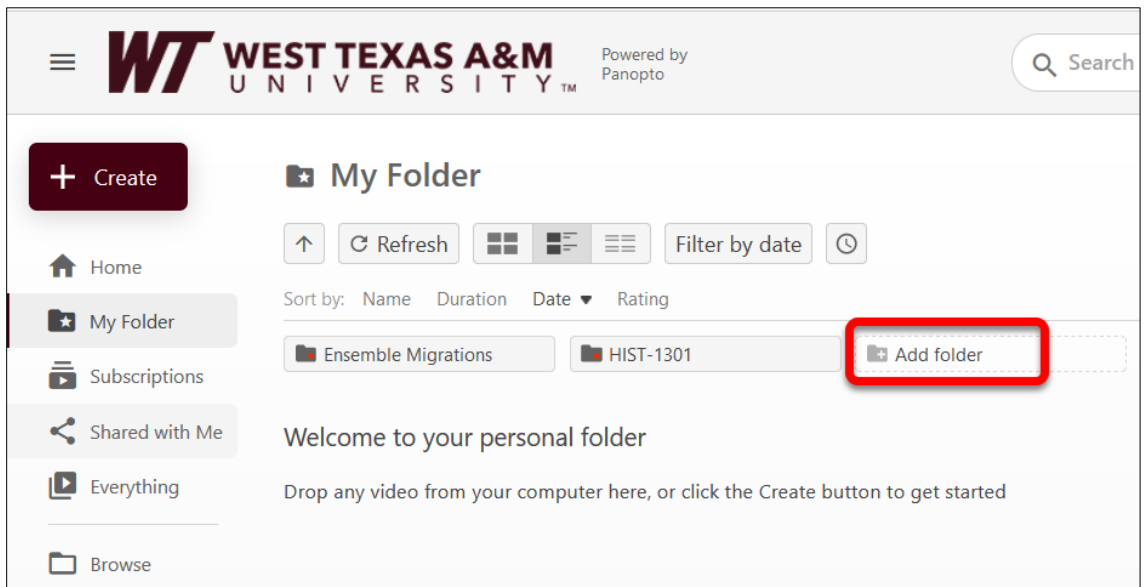 WT WEST TEXAS A&M
UNIVERSITY™
Powered by
Panopto
Search
+ Create
Home
My Folder
Subscriptions
Shared with Me
Everything
Browse
My Folder
Refresh
Filter by date
Sort by: Name Duration Date Rating
Ensemble Migrations
HIST-1301
Add folder
Welcome to your personal folder
Drop any video from your computer here, or click the Create button to get started